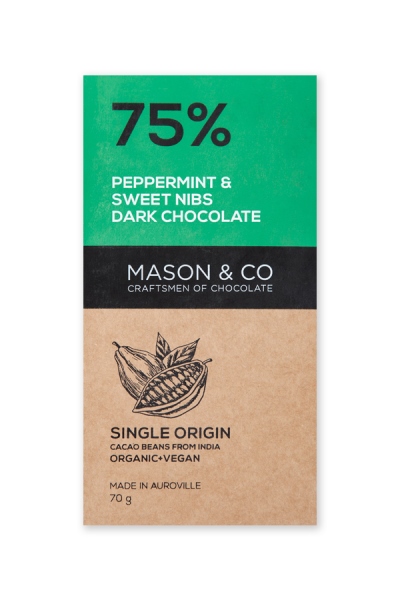 75%
PEPPERMINT &
SWEET NIBS
DARK CHOCOLATE
MASON & CO
CRAFTSMEN OF CHOCOLATE
SINGLE ORIGIN
CACAO BEANS FROM INDIA
ORGANIC+VEGAN
MADE IN AUROVILLE
70 g